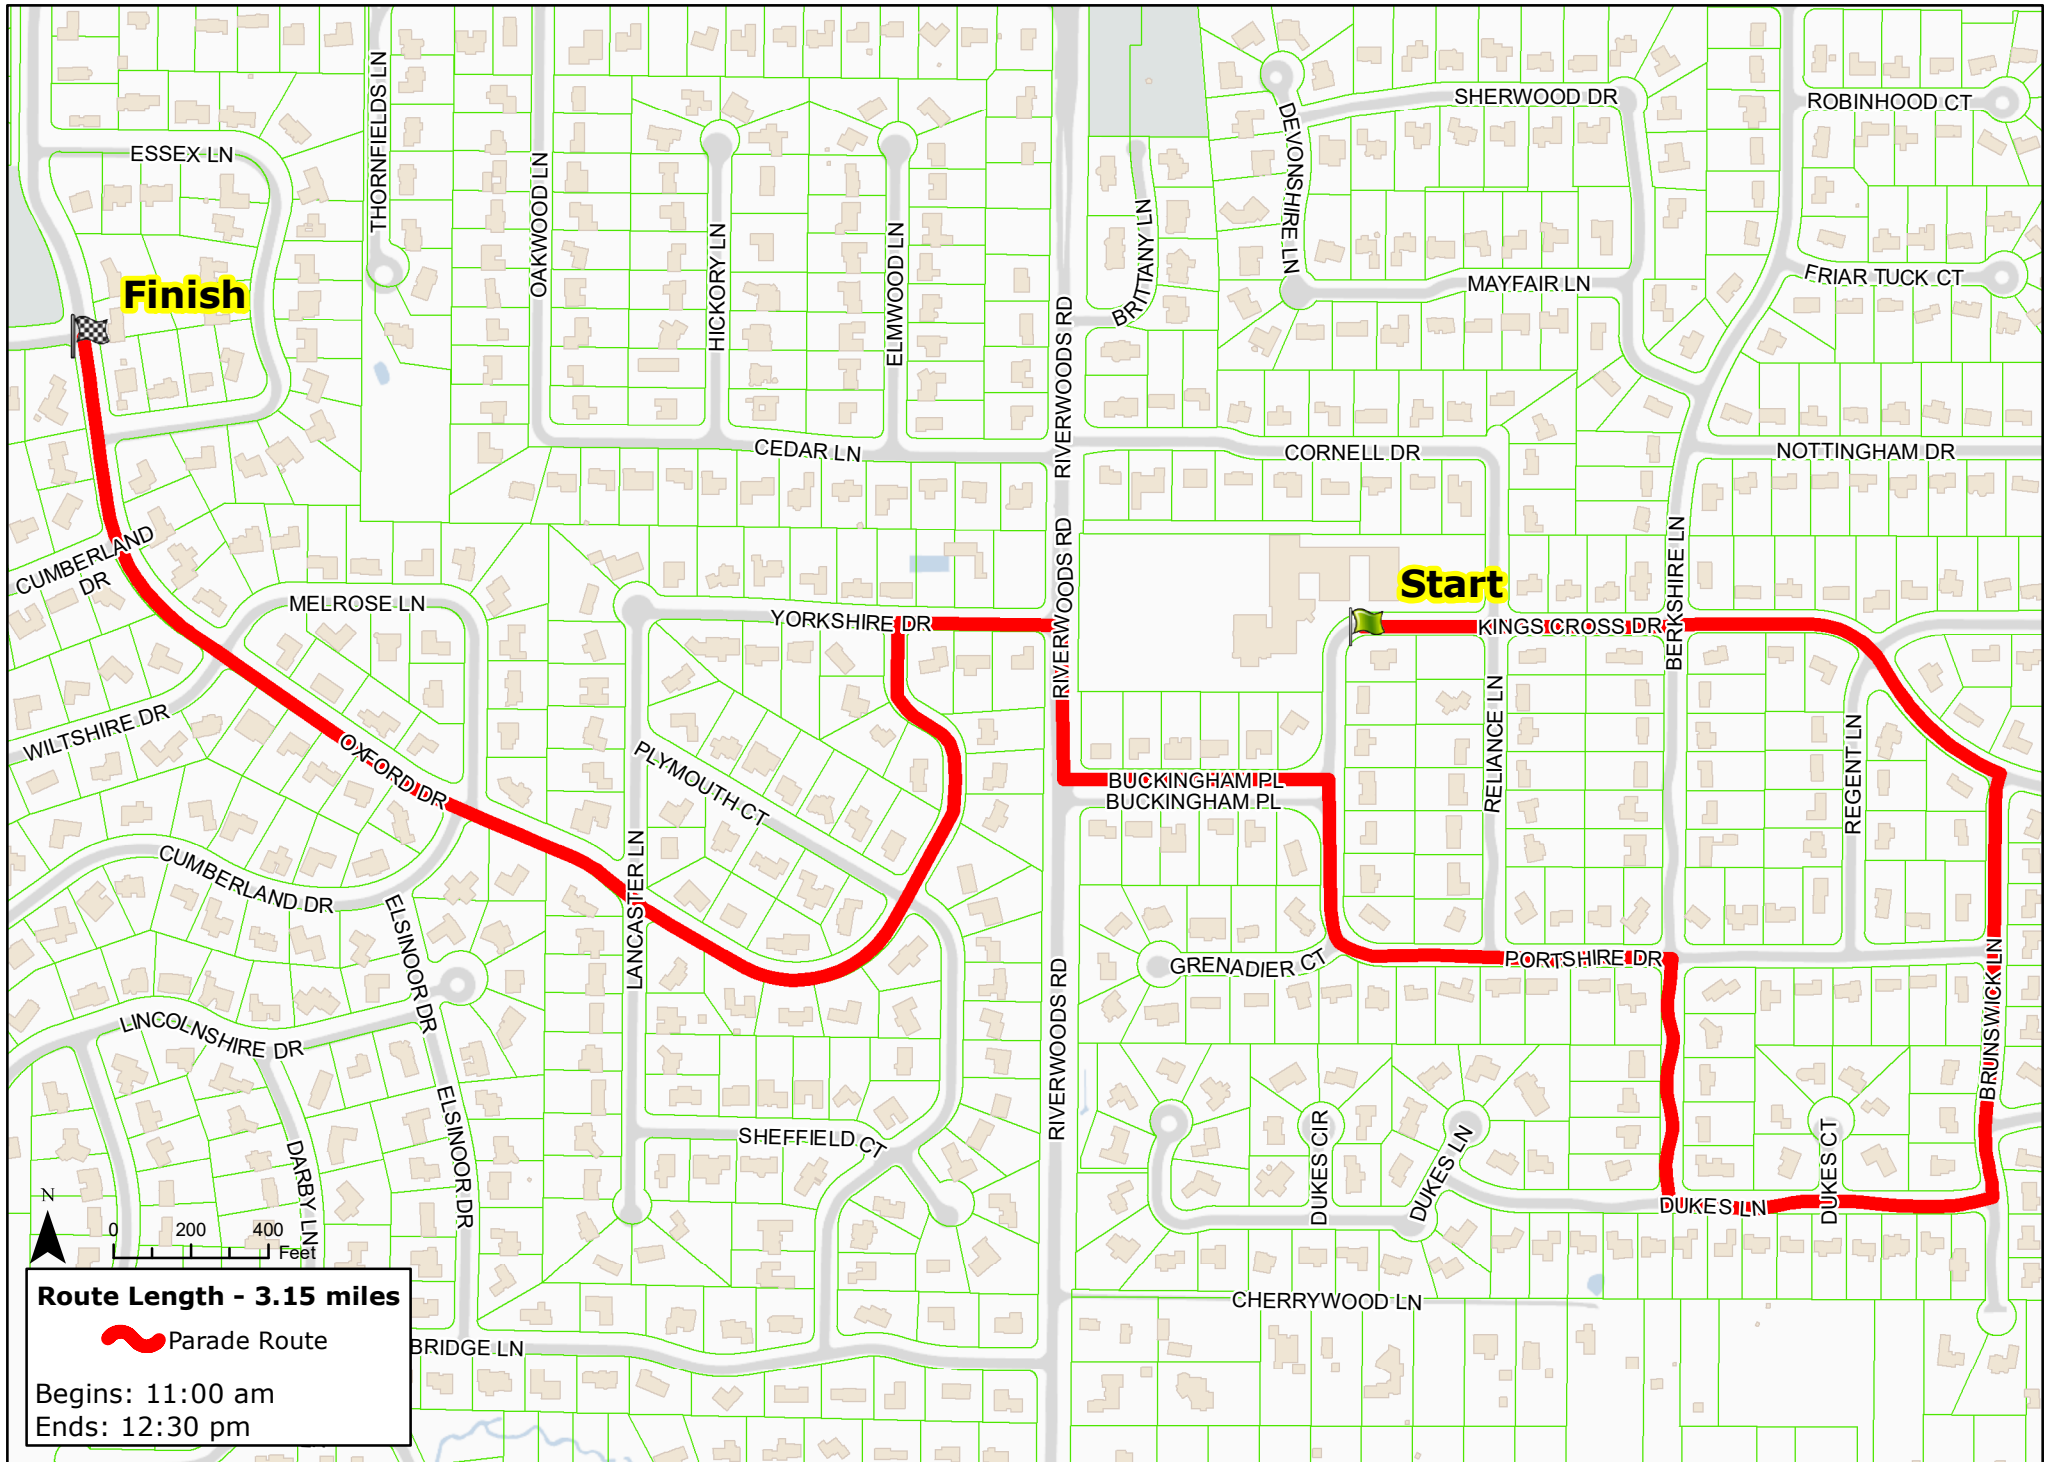 THORNFIELDS LN
SHERWOOD DR
ROBINHOOD CT
DEVONSHIRE LN
ESSEX LN
OAKWOOD LN
HICKORY LN
ELMWOOD LN
BRITTANY LN
MAYFAIR LN
FRIAR TUCK CT
Finish
RIVERWOODS RD
CEDAR LN
CORNELL DR
NOTTINGHAM DR
RIVERWOODS RD
BERKSHIRE LN
CUMBERLAND
DR
Start
MELROSE LN
YORKSHIRE DR
KINGS CROSS DR
WILTSHIRE DR
OXFORD DR
PLYMOUTH CT
RELIANCE LN
REGENT LN
BUCKINGHAM PL
BUCKINGHAM PL
CUMBERLAND DR
LANCASTER LN
ELSINOOR DR
GRENADIER CT
PORTSHIRE DR
BRUNSWICK LN
LINCOLNSHIRE DR
RIVERWOODS RD
ELSINOOR DR
DARBY LN
SHEFFIELD CT
DUKES CIR
DUKES LN
DUKES LN
DUKES CT
N
0 200 400
Feet
CHERRYWOOD LN
BRIDGE LN
Route Length - 3.15 miles
Parade Route
Begins: 11:00 am
Ends: 12:30 pm